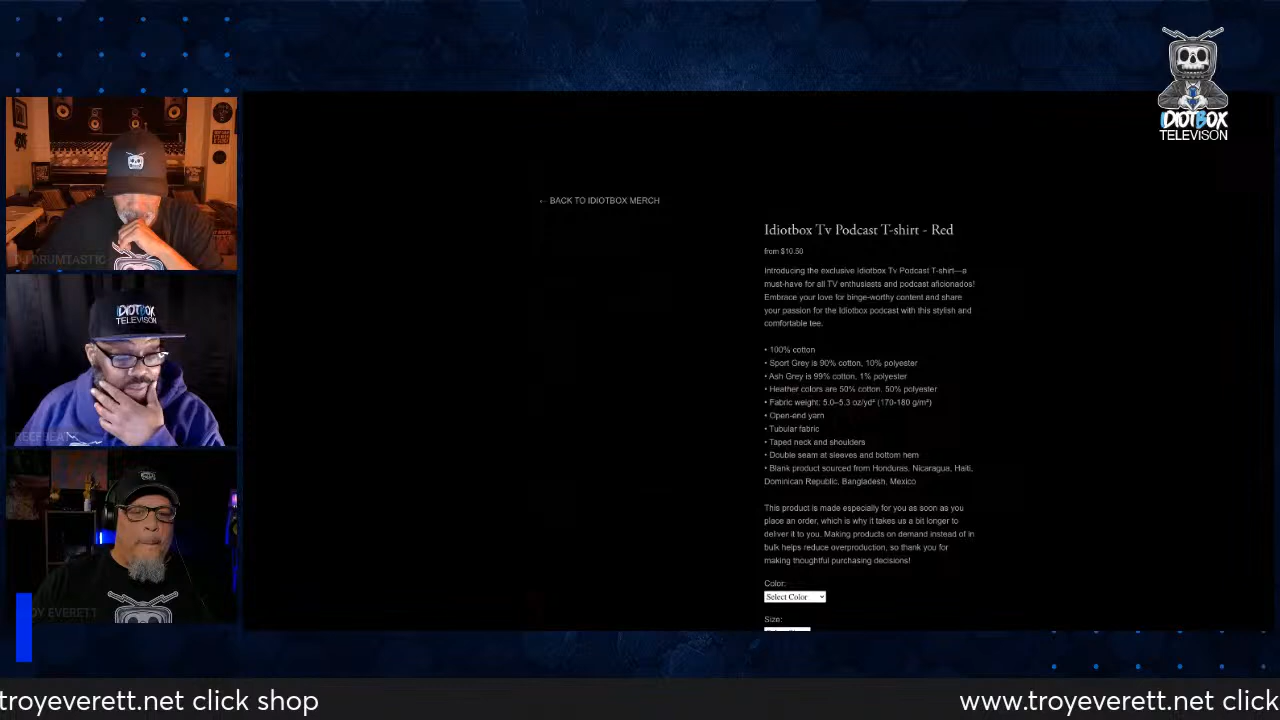 IDIOTBOX
TELEVISON
← BACK TO IDIOTBOX MERCH
Idiotbox Tv Podcast T-shirt - Red
from $10.50
Introducing the exclusive Idiotbox Tv Podcast T-shirt—a
must-have for all TV enthusiasts and podcast aficionados!
Embrace your love for binge-worthy content and share
your passion for the Idiotbox podcast with this stylish and
comfortable tee.
• 100% cotton
• Sport Grey is 90% cotton, 10% polyester
• Ash Grey is 99% cotton, 1% polyester
• Heather colors are 50% cotton, 50% polyester
• Fabric weight: 5.0–5.3 oz/yd² (170-180 g/m²)
• Open-end yarn
• Tubular fabric
• Taped neck and shoulders
• Double seam at sleeves and bottom hem
• Blank product sourced from Honduras, Nicaragua, Haiti,
Dominican Republic, Bangladesh, Mexico
This product is made especially for you as soon as you
place an order, which is why it takes us a bit longer to
deliver it to you. Making products on demand instead of in
bulk helps reduce overproduction, so thank you for
making thoughtful purchasing decisions!
Color:
Select Color
Size:
DJ DRUMTASTIC
IDIOTBOX
TELEVISION
REEFBEATZ
OY EVERETT
troyeverett.net click shop
www.troyeverett.net click